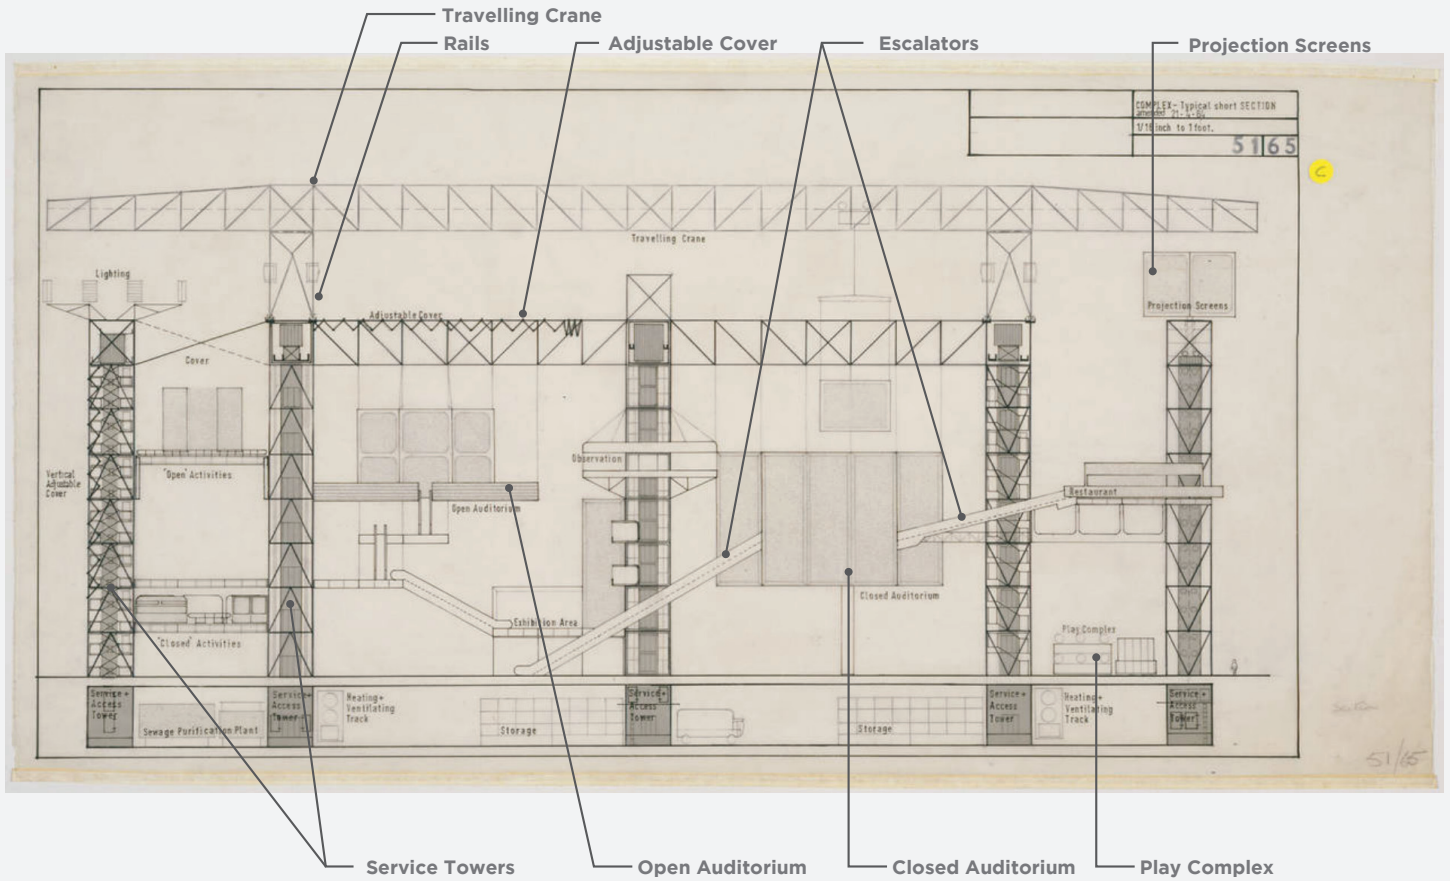 Travelling Crane
Rails
Adjustable Cover
Escalators
Projection Screens
COMPLEX- Typical short SECTION
amended 21-4-64
1/16 inch to 1 foot.
51 65
C
Travelling Crane
Lighting
Adjustable Cover
Projection Screens
Cover
Vertical
Adjustable
Cover
'Open' Activities
Observation
Restaurant
Open Auditorium
Closed Auditorium
Exhibition Area
Play Complex
'Closed' Activities
Service+
Access
Tower
Sewage Purification Plant
Service+
Access
Tower
Heating+
Ventilating
Track
Storage
Service+
Access
Tower
Storage
Service+
Access
Tower
Heating+
Ventilating
Track
Service+
Access
Tower
51/65
Service Towers
Open Auditorium
Closed Auditorium
Play Complex